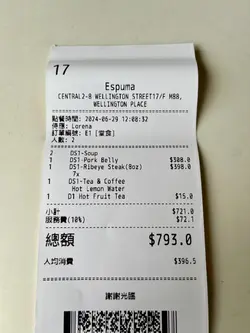 17
Espuma
CENTRAL2-8 WELLINGTON STREET17/F M88,
WELLINGTON PLACE
點餐時間: 2024-06-29 12:08:32
侍應: Lorena
訂單編號: E1 [堂食]
人數: 2
2 DS1-Soup
1 DS1-Pork Belly $308.0
1 DS1-Ribeye Steak(8oz) $398.0
7x
1 DS1-Tea & Coffee
Hot Lemon Water
1 D1 Hot Fruit Tea $15.0
小計 $721.0
服務費(10%) $72.1
總額 $793.0
人均消費 $396.5
謝謝光臨